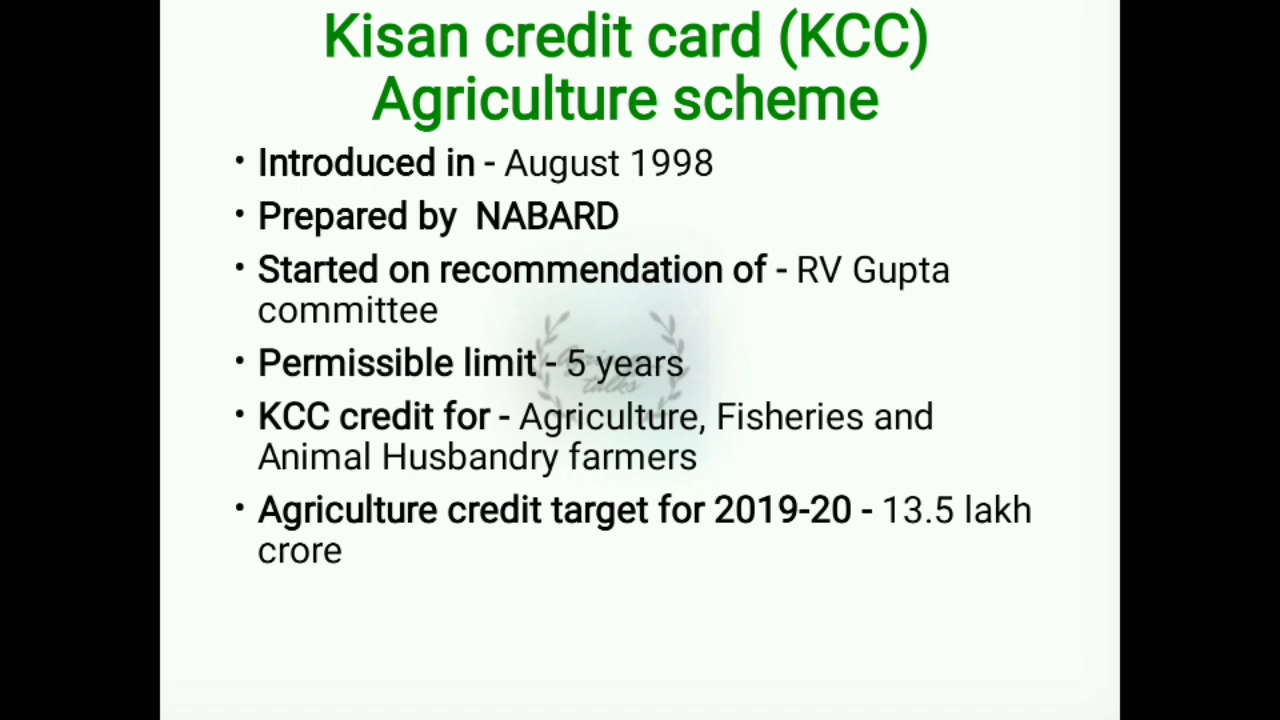 Kisan credit card (KCC)
Agriculture scheme
• Introduced in - August 1998
• Prepared by  NABARD
• Started on recommendation of - RV Gupta
committee
• Permissible limit - 5 years
• KCC credit for - Agriculture, Fisheries and
Animal Husbandry farmers
• Agriculture credit target for 2019-20 - 13.5 lakh
crore
talks